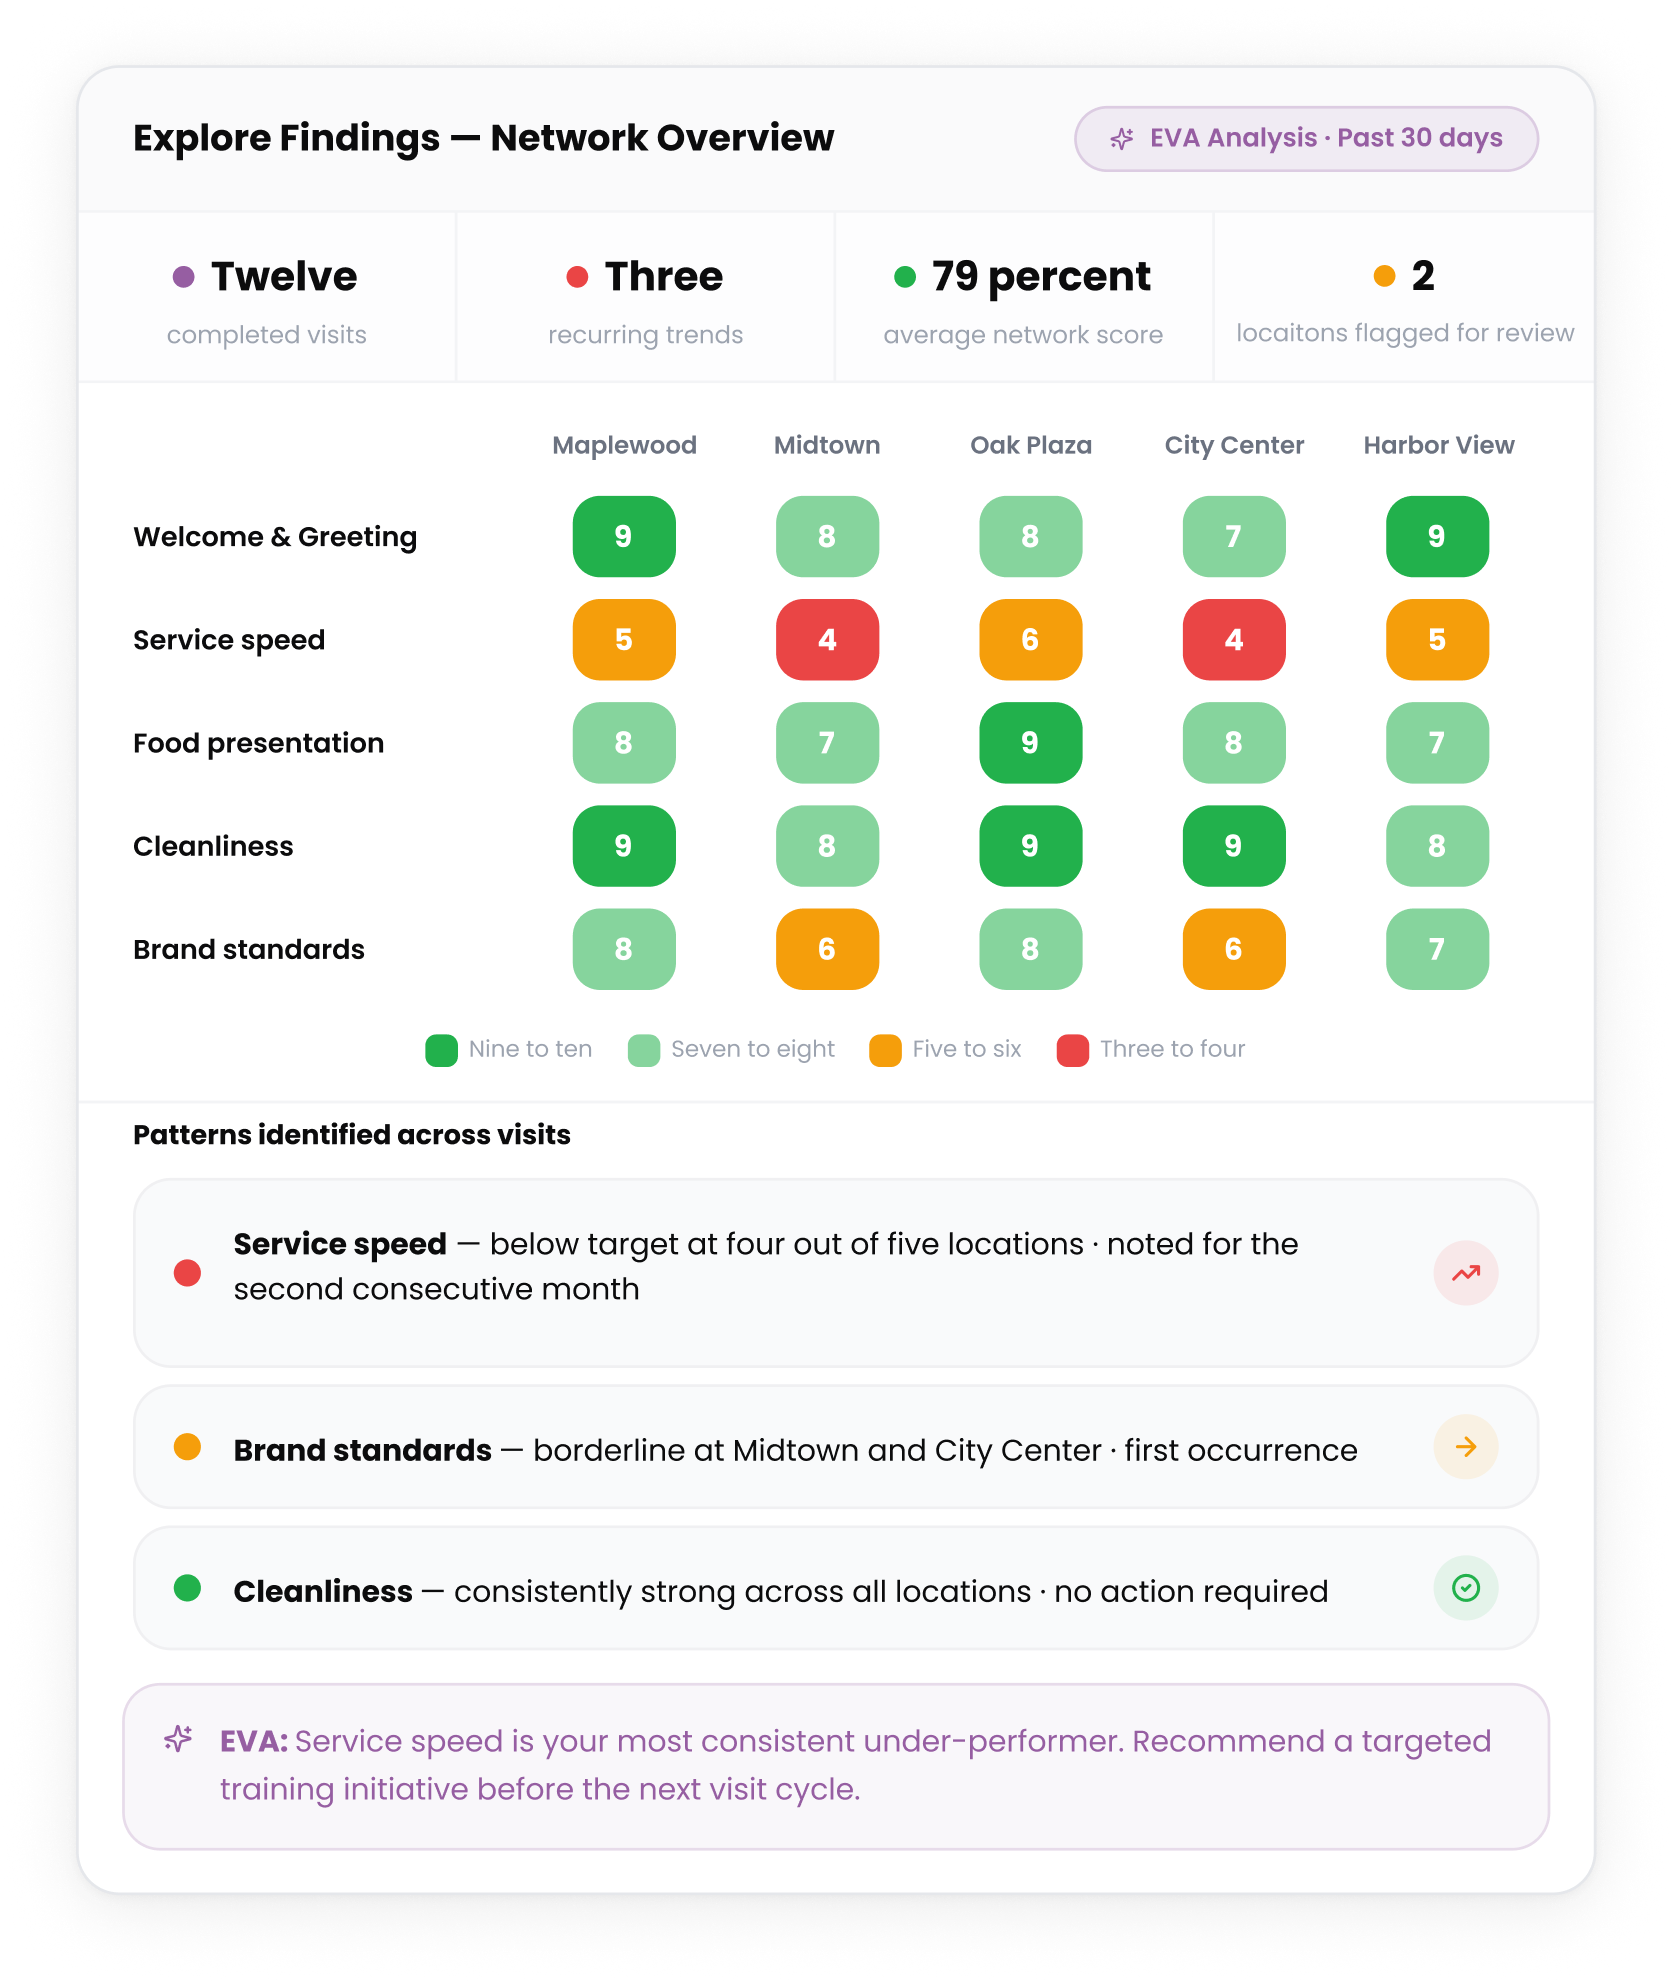 Explore Findings — Network Overview
EVA Analysis · Past 30 days
Twelve
completed visits
Three
recurring trends
79 percent
average network score
2
locaitons flagged for review
Maplewood Midtown Oak Plaza City Center Harbor View
Welcome & Greeting 9 8 8 7 9
Service speed 5 4 6 4 5
Food presentation 8 7 9 8 7
Cleanliness 9 8 9 9 8
Brand standards 8 6 8 6 7
Nine to ten Seven to eight Five to six Three to four
Patterns identified across visits
Service speed — below target at four out of five locations · noted for the
second consecutive month
Brand standards — borderline at Midtown and City Center · first occurrence
Cleanliness — consistently strong across all locations · no action required
EVA: Service speed is your most consistent under-performer. Recommend a targeted
training initiative before the next visit cycle.